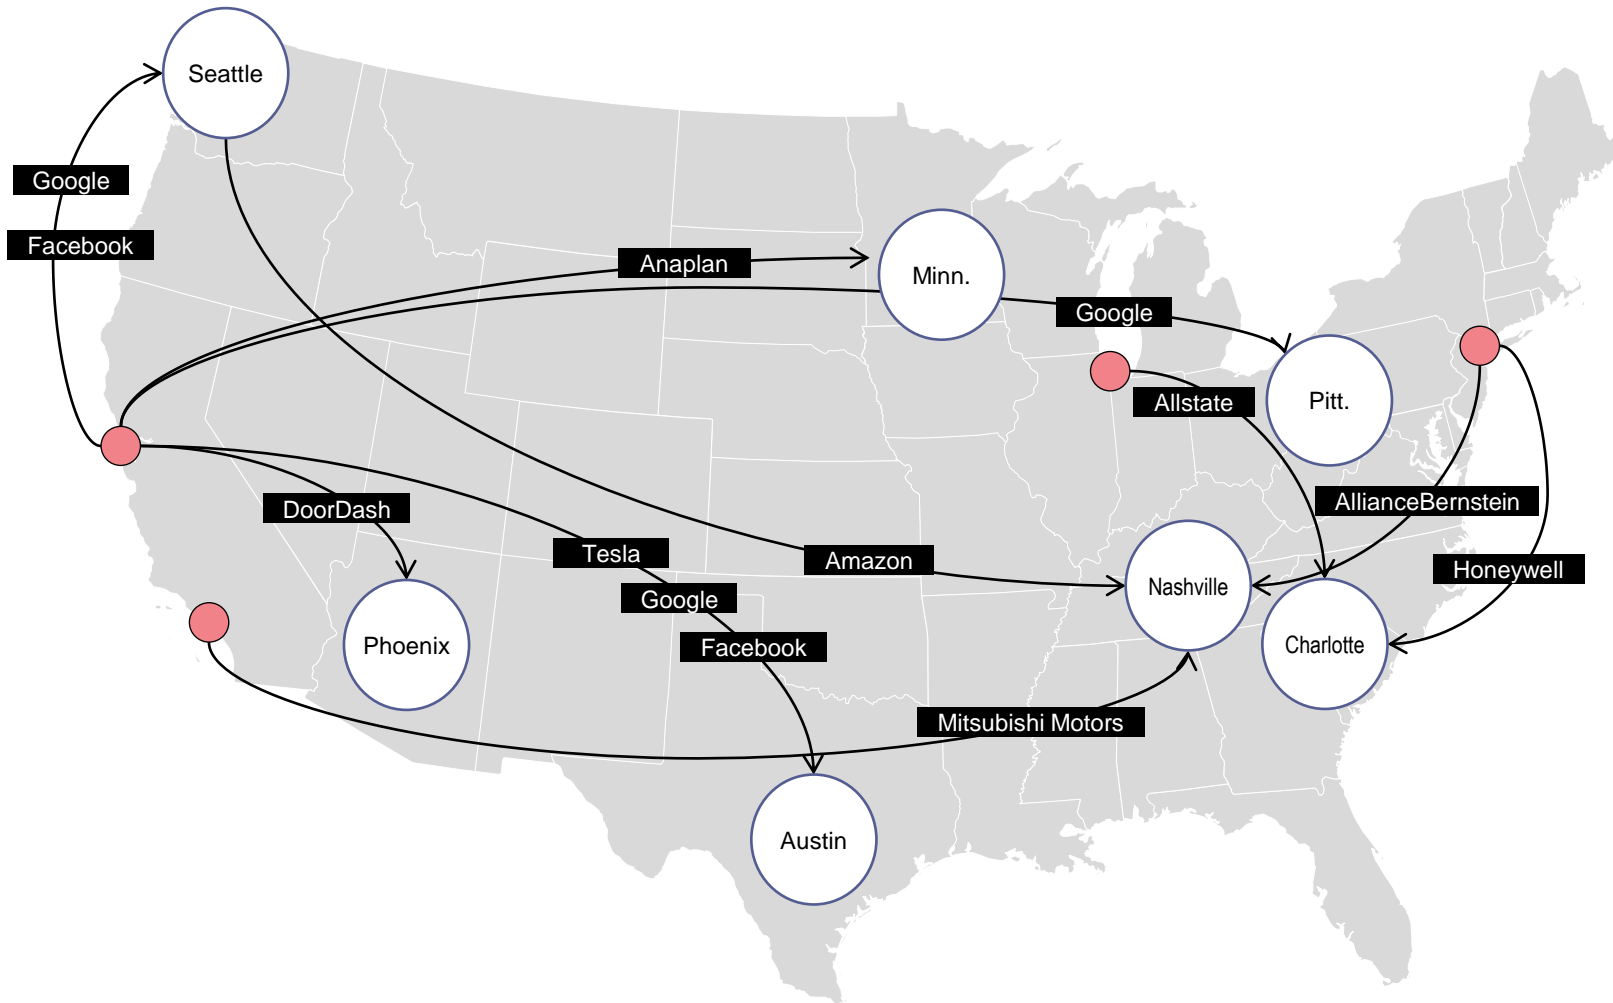 Seattle
Google
Facebook
Anaplan
Minn.
Google
Allstate
Pitt.
DoorDash
AllianceBernstein
Tesla
Amazon
Honeywell
Google
Nashville
Facebook
Phoenix
Charlotte
Mitsubishi Motors
Austin